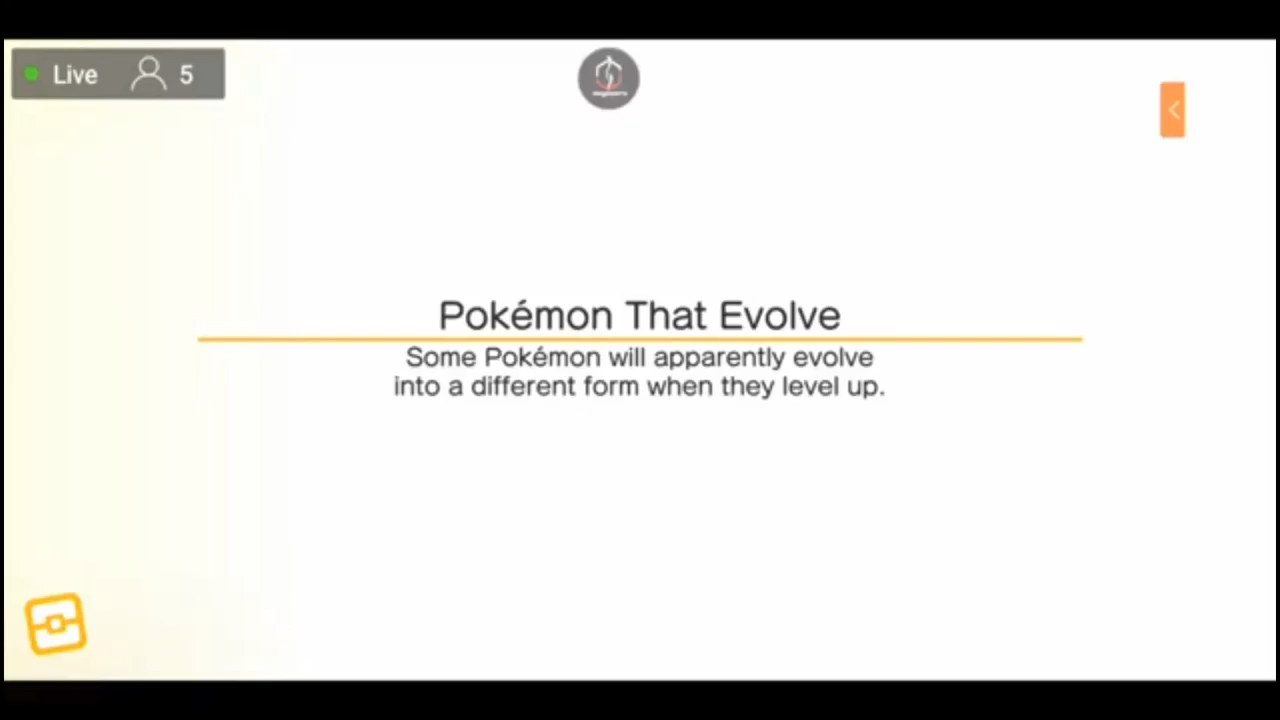 Live 5
Pokémon That Evolve
Some Pokémon will apparently evolve
into a different form when they level up.